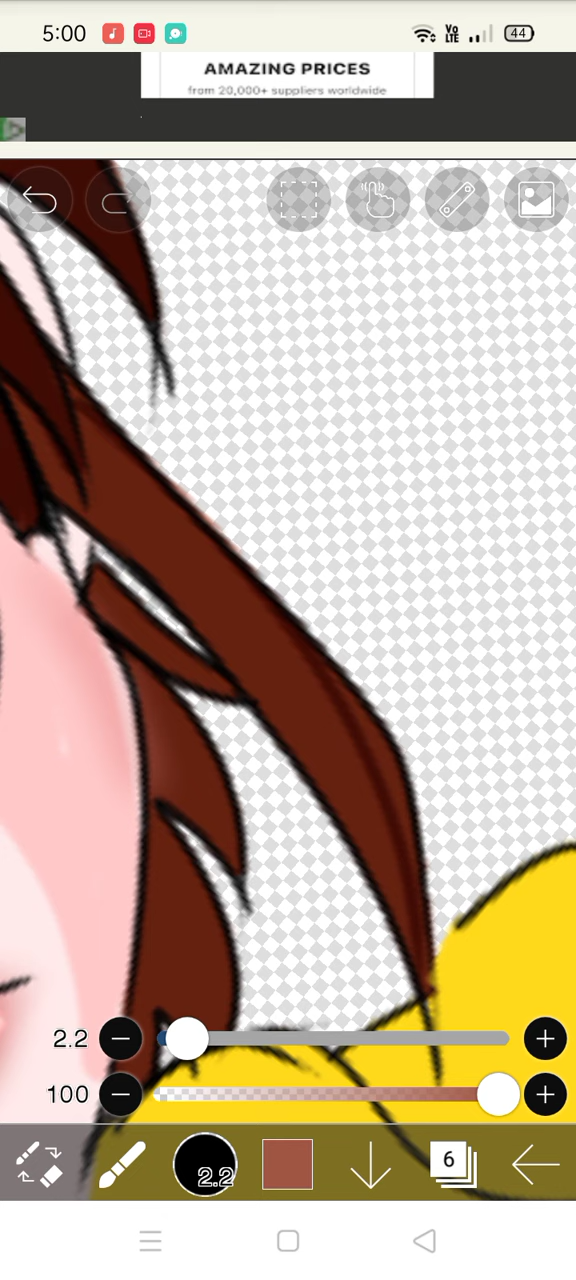 5:00
Vo
LTE
44
AMAZING PRICES
from 20,000+ suppliers worldwide
2.2
100
2.2
6